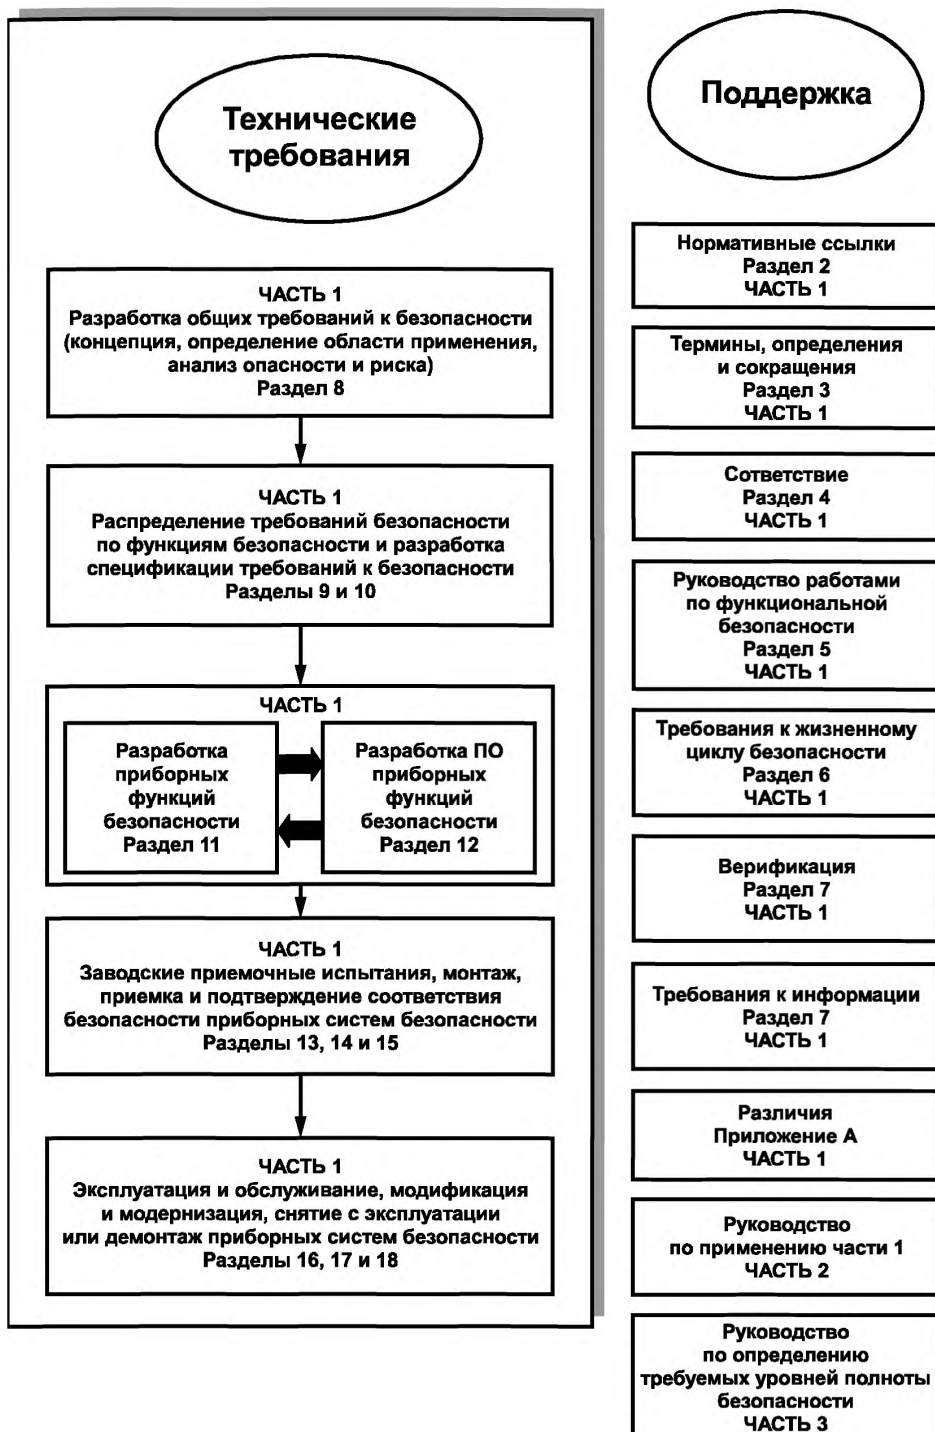 Технические
требования
ЧАСТЬ 1
Разработка общих требований к безопасности
(концепция, определение области применения,
анализ опасности и риска)
Раздел 8
ЧАСТЬ 1
Распределение требований безопасности
по функциям безопасности и разработка
спецификации требований к безопасности
Разделы 9 и 10
ЧАСТЬ 1
Разработка
приборных
функций
безопасности
Раздел 11
Разработка ПО
приборных
функций
безопасности
Раздел 12
ЧАСТЬ 1
Заводские приемочные испытания, монтаж,
приемка и подтверждение соответствия
безопасности приборных систем безопасности
Разделы 13, 14 и 15
ЧАСТЬ 1
Эксплуатация и обслуживание, модификация
и модернизация, снятие с эксплуатации
или демонтаж приборных систем безопасности
Разделы 16, 17 и 18
Поддержка
Нормативные ссылки
Раздел 2
ЧАСТЬ 1
Термины, определения
и сокращения
Раздел 3
ЧАСТЬ 1
Сответствие
Раздел 4
ЧАСТЬ 1
Руководство работами
по функциональной
безопасности
Раздел 5
ЧАСТЬ 1
Требования к жизненному
циклу безопасности
Раздел 6
ЧАСТЬ 1
Верификация
Раздел 7
ЧАСТЬ 1
Требования к информации
Раздел 7
ЧАСТЬ 1
Различия
Приложение А
ЧАСТЬ 1
Руководство
по применению части 1
ЧАСТЬ 2
Руководство
по определению
требуемых уровней полноты
безопасности
ЧАСТЬ 3